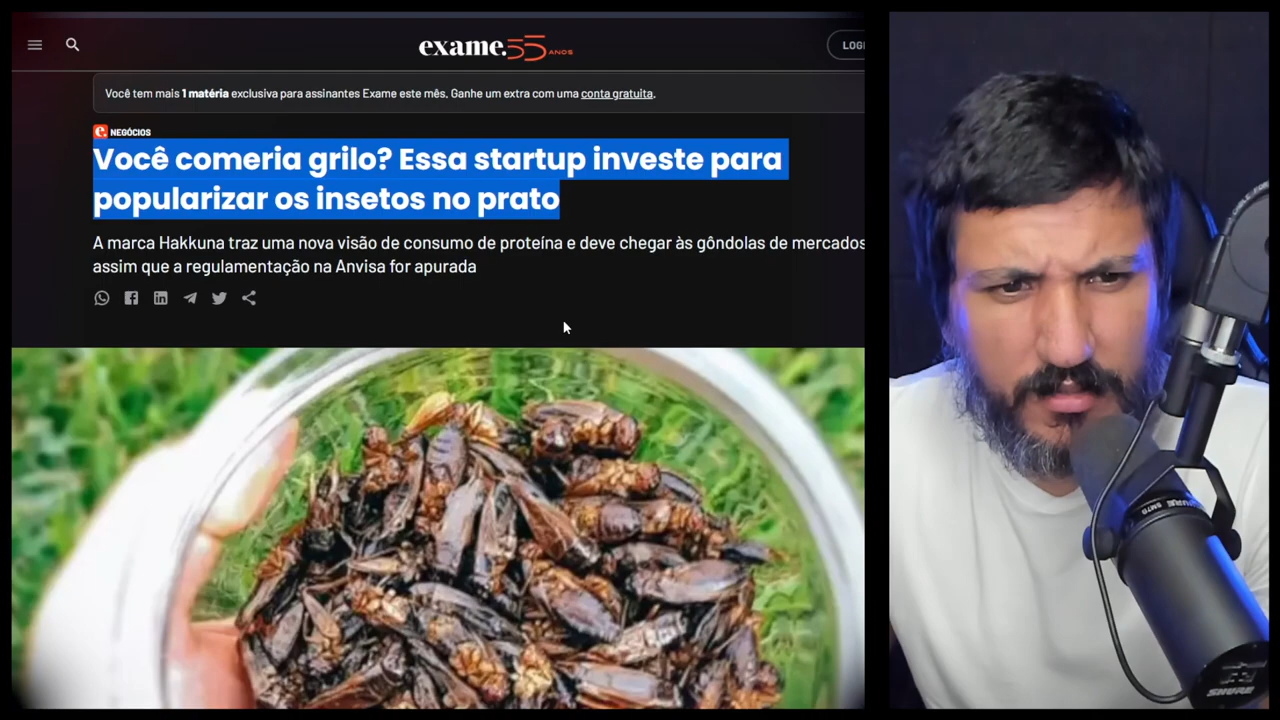 exame.55 ANOS
LOGI
Você tem mais 1 matéria exclusiva para assinantes Exame este mês. Ganhe um extra com uma conta gratuita.
e. NEGÓCIOS
Você comeria grilo? Essa startup investe para
popularizar os insetos no prato
A marca Hakkuna traz uma nova visão de consumo de proteína e deve chegar às gôndolas de mercados
assim que a regulamentação na Anvisa for apurada
SHURE SM7B
SHURE